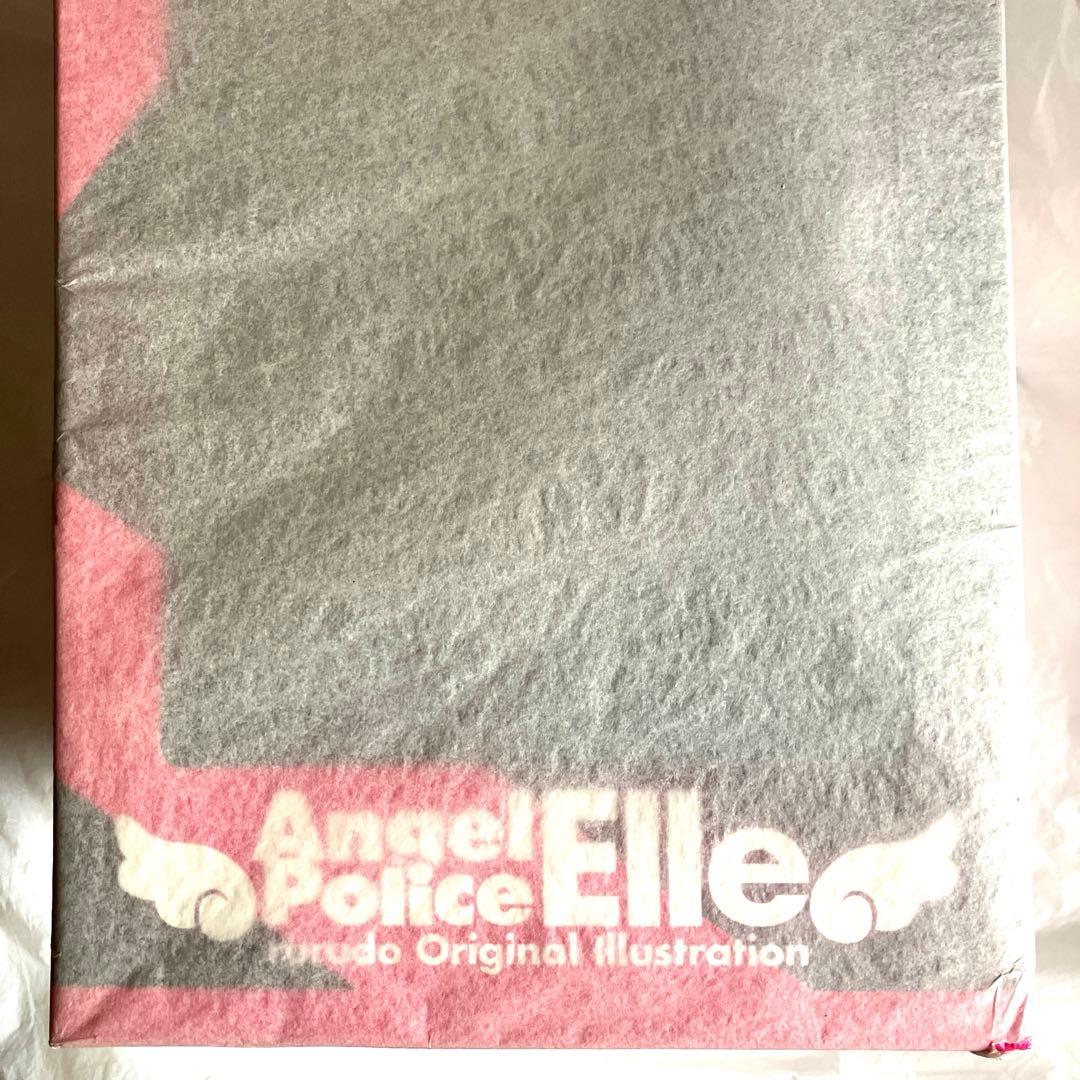 Angel
Police
Elle
rurudo Original Illustration